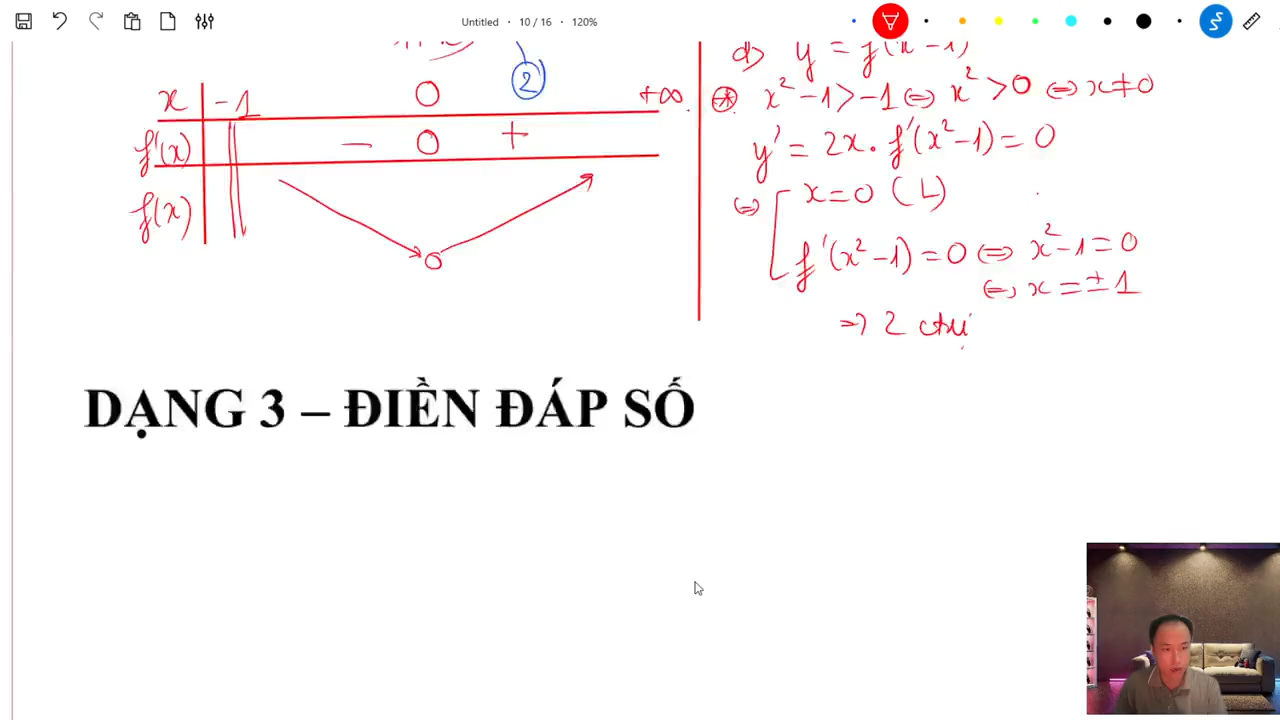 Untitled • 10 / 16 • 120%
②
x -1 0 +∞
f'(x) − 0 +
f(x)
0
d) y = f(x²-1)
⊛ x²-1 > -1 ⇔ x² > 0 ⇔ x ≠ 0
y' = 2x . f'(x²-1) = 0
⇔ [ x = 0 (L)
f'(x²-1) = 0 ⇔ x²-1 = 0
⇔ x = ±1
⇒ 2 cực
DẠNG 3 – ĐIỀN ĐÁP SỐ